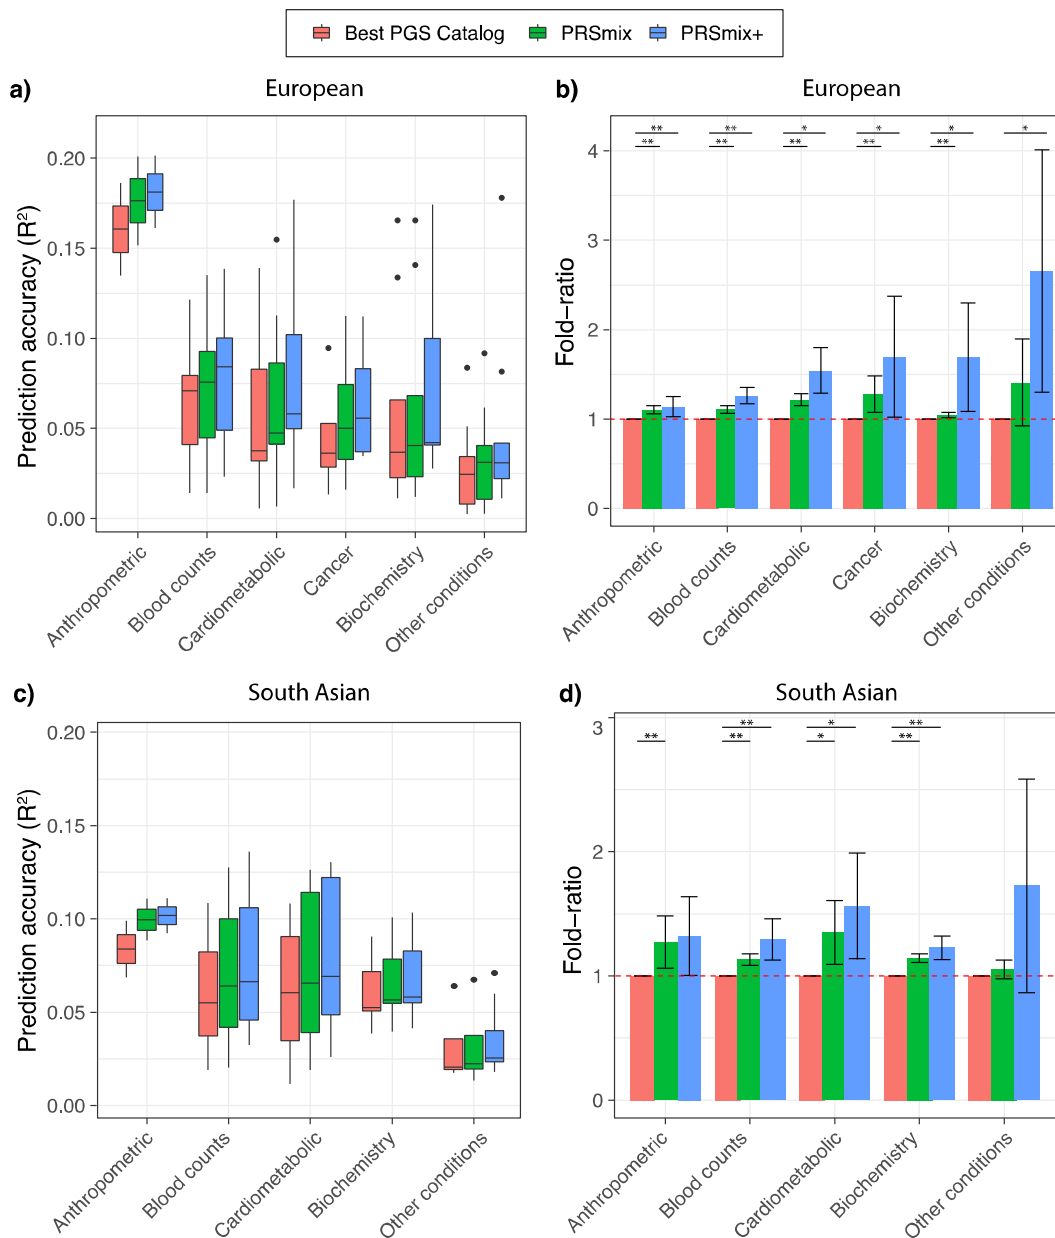 Best PGS Catalog PRSmix PRSmix+
a) European
Prediction accuracy (R²)
0.20
0.15
0.10
0.05
0.00
Anthropometric
Blood counts
Cardiometabolic
Cancer
Biochemistry
Other conditions
b) European
Fold−ratio
** ** * * * *
** ** ** ** **
4
3
2
1
0
Anthropometric
Blood counts
Cardiometabolic
Cancer
Biochemistry
Other conditions
c) South Asian
Prediction accuracy (R²)
0.20
0.15
0.10
0.05
0.00
Anthropometric
Blood counts
Cardiometabolic
Biochemistry
Other conditions
d) South Asian
Fold−ratio
** * **
** ** * **
3
2
1
0
Anthropometric
Blood counts
Cardiometabolic
Biochemistry
Other conditions